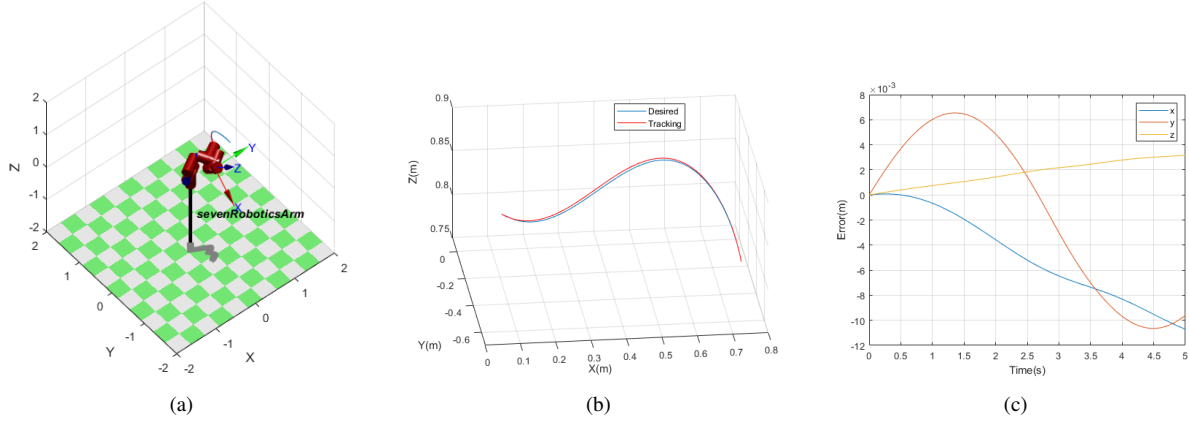 2
1
0
-1
-2
Z
2
1
0
-1
-2
Y
-2
-1
0
1
2
X
Y
Z
X
sevenRoboticsArm
(a)
0.9
0.85
0.8
0.75
Z(m)
0
-0.2
-0.4
-0.6
Y(m)
0 0.1 0.2 0.3 0.4 0.5 0.6 0.7 0.8
X(m)
Desired
Tracking
(b)
×10⁻³
8
6
4
2
0
-2
-4
-6
-8
-10
-12
Error(m)
x
y
z
0 0.5 1 1.5 2 2.5 3 3.5 4 4.5 5
Time(s)
(c)